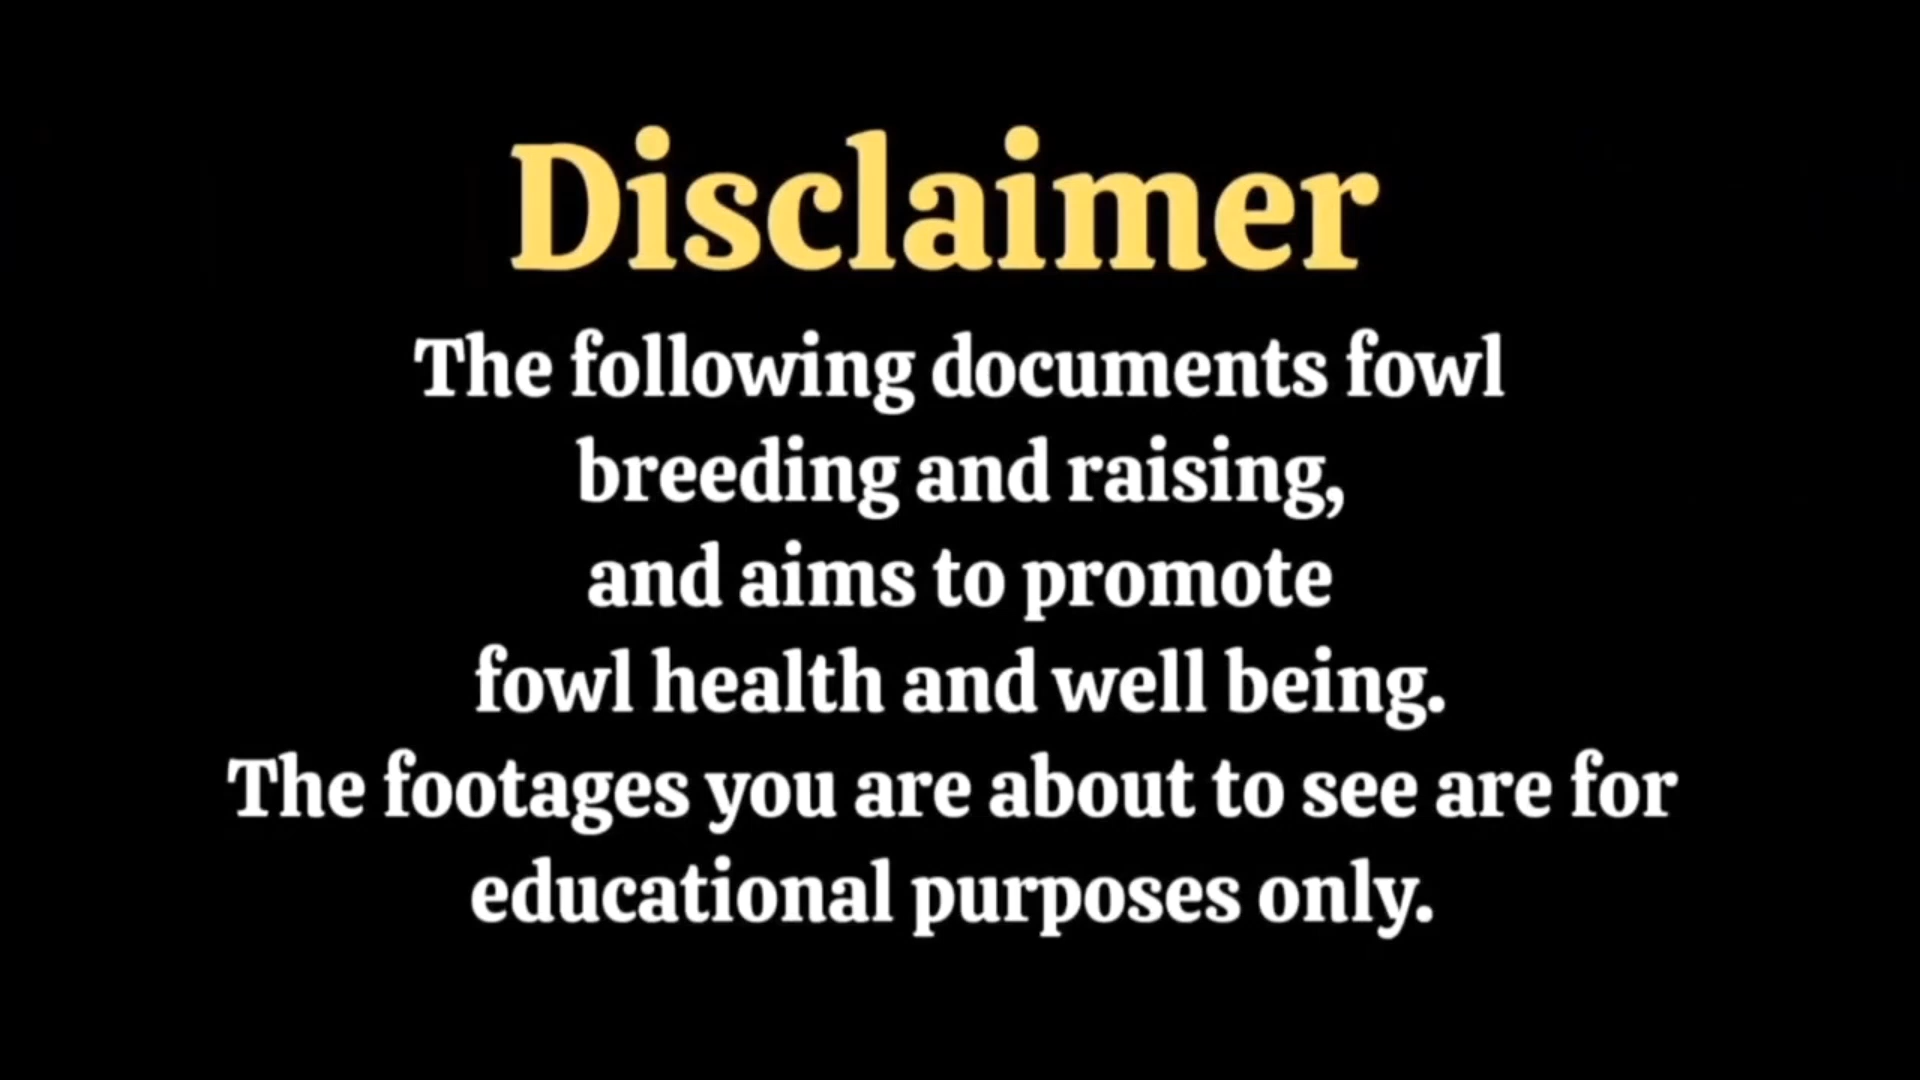 Disclaimer
The following documents fowl
breeding and raising,
and aims to promote
fowl health and well being.
The footages you are about to see are for
educational purposes only.